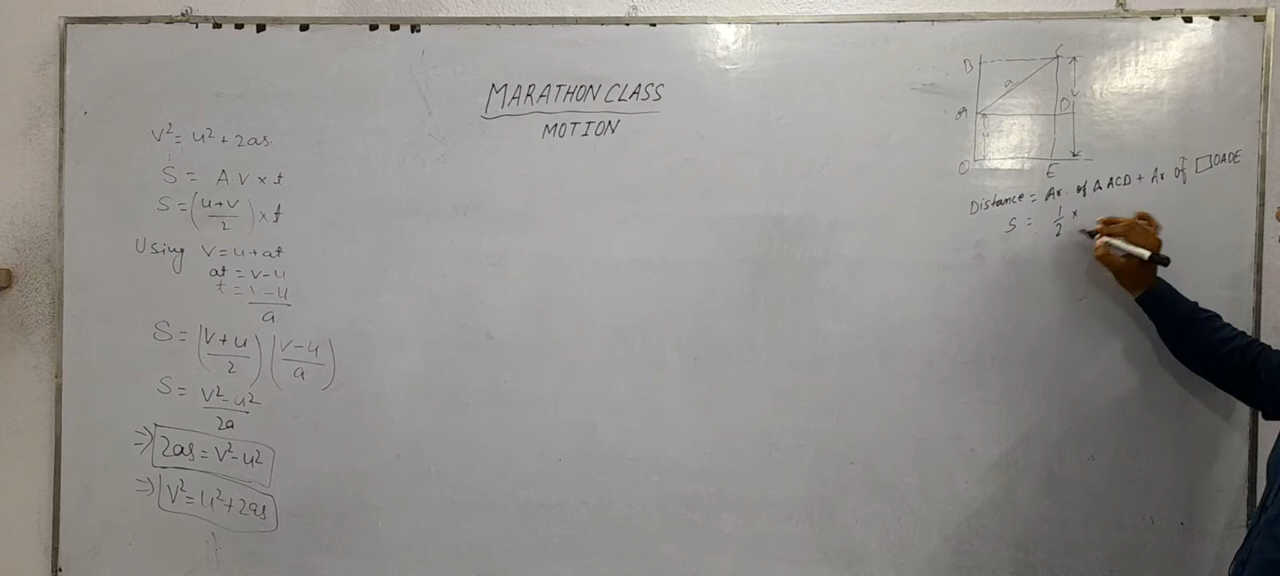 MARATHON CLASS
MOTION
V² = u² + 2as.
S = A.V × t
S = (u+v/2) × t
Using V = u + at
at = v - u
t = v - u/a
S = (v+u/2) (v-u/a)
S = v² - u²/2a
⇒ 2as = v² - u²
⇒ V² = u² + 2as
B C
a
A D
O E
Distance = Ar. of Δ ACD + Ar of □OADE
S = 1/2 ×